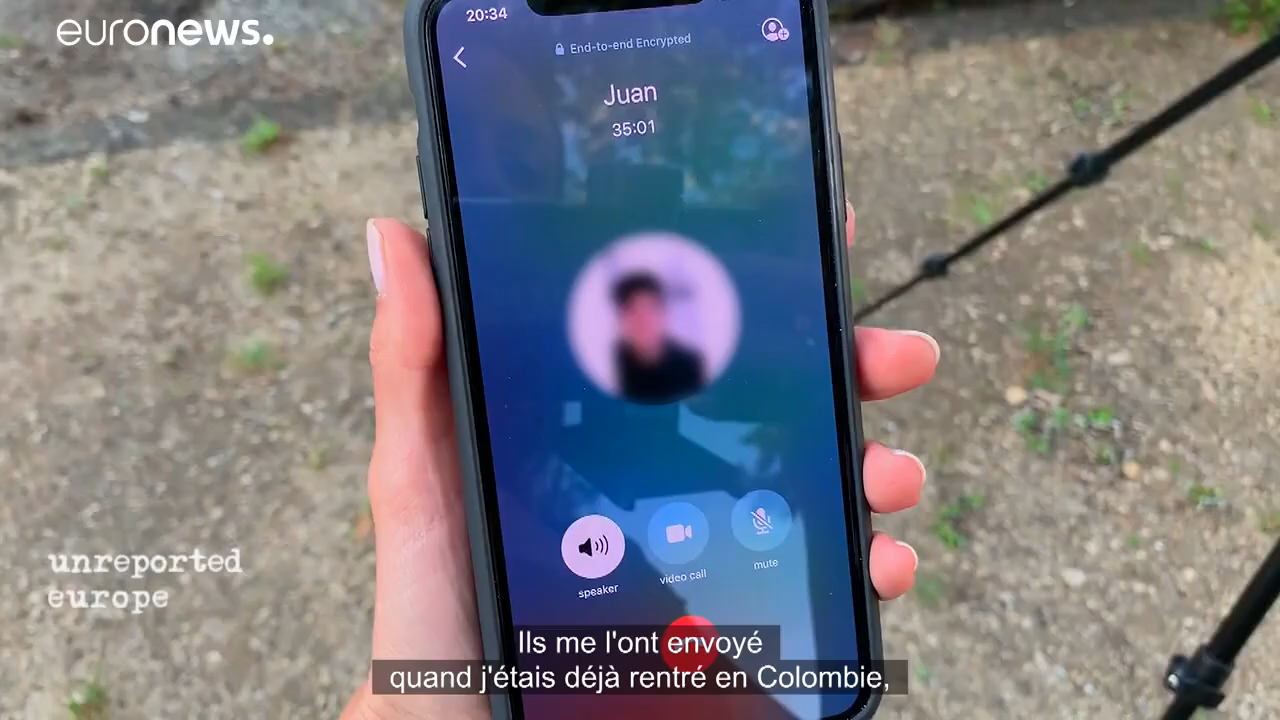 euronews.
20:34
End-to-end Encrypted
Juan
35:01
speaker
video call
mute
unreported
europe
Ils me l'ont envoyé
quand j'étais déjà rentré en Colombie,